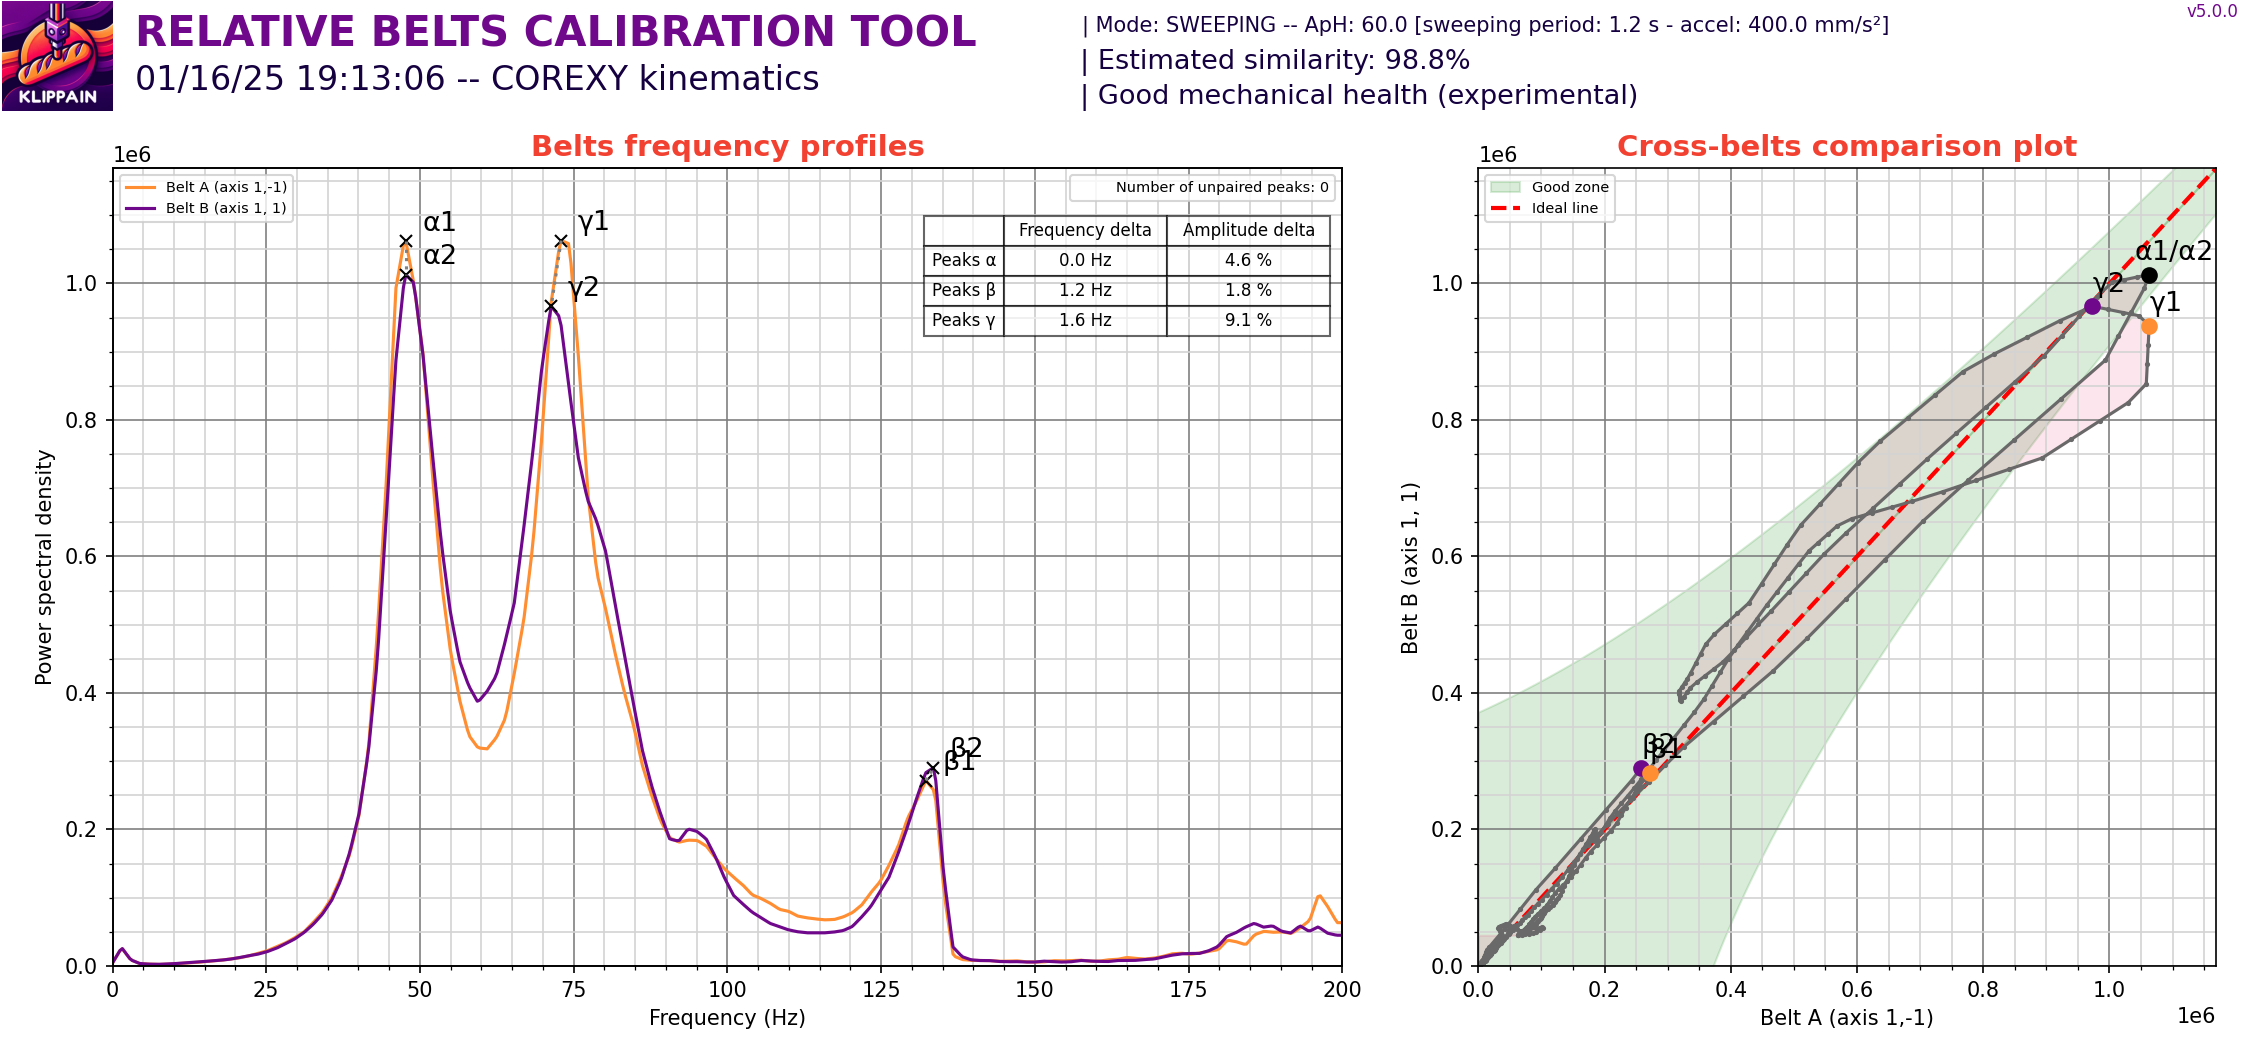 KLIPPAIN
RELATIVE BELTS CALIBRATION TOOL
01/16/25 19:13:06 -- COREXY kinematics
| Mode: SWEEPING -- ApH: 60.0 [sweeping period: 1.2 s - accel: 400.0 mm/s²]
| Estimated similarity: 98.8%
| Good mechanical health (experimental)
v5.0.0
Belts frequency profiles
1e6
Belt A (axis 1,-1)
Belt B (axis 1, 1)
Number of unpaired peaks: 0
Frequency delta Amplitude delta
Peaks α 0.0 Hz 4.6 %
Peaks β 1.2 Hz 1.8 %
Peaks γ 1.6 Hz 9.1 %
α1
α2
γ1
γ2
β2
β1
1.0
0.8
0.6
0.4
0.2
0.0
Power spectral density
0 25 50 75 100 125 150 175 200
Frequency (Hz)
Cross-belts comparison plot
1e6
Good zone
Ideal line
α1/α2
γ2
γ1
β2
β1
1.0
0.8
0.6
0.4
0.2
0.0
Belt B (axis 1, 1)
0.0 0.2 0.4 0.6 0.8 1.0
Belt A (axis 1,-1)
1e6